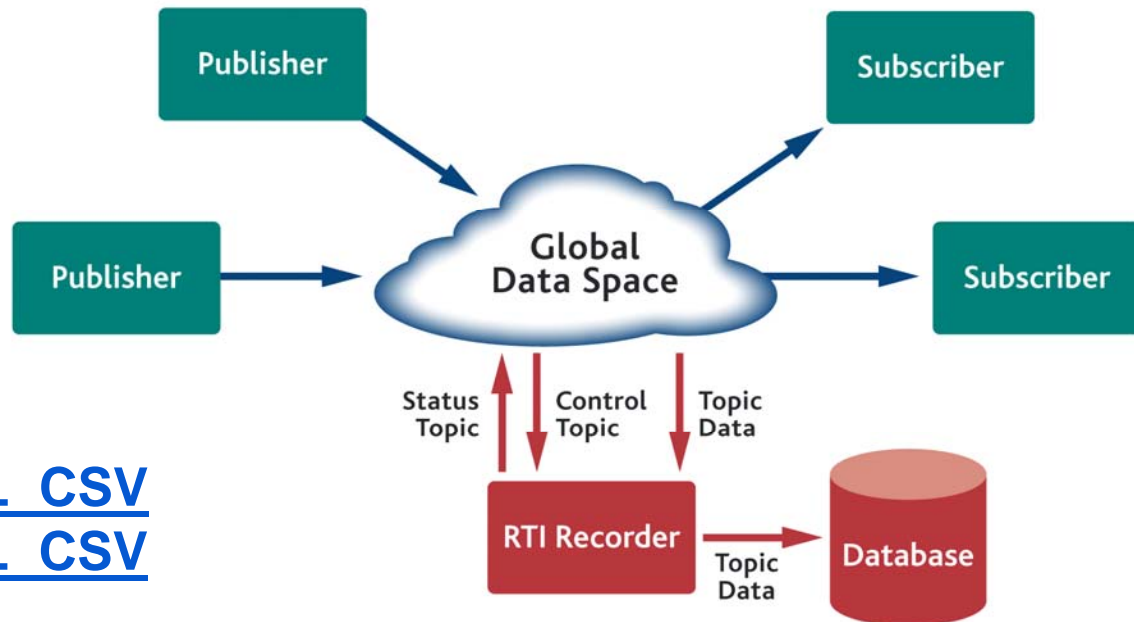 Publisher
Subscriber
Publisher
Global
Data Space
Subscriber
Status
Topic
Control
Topic
Topic
Data
CSV
CSV
RTI Recorder
Topic
Data
Database